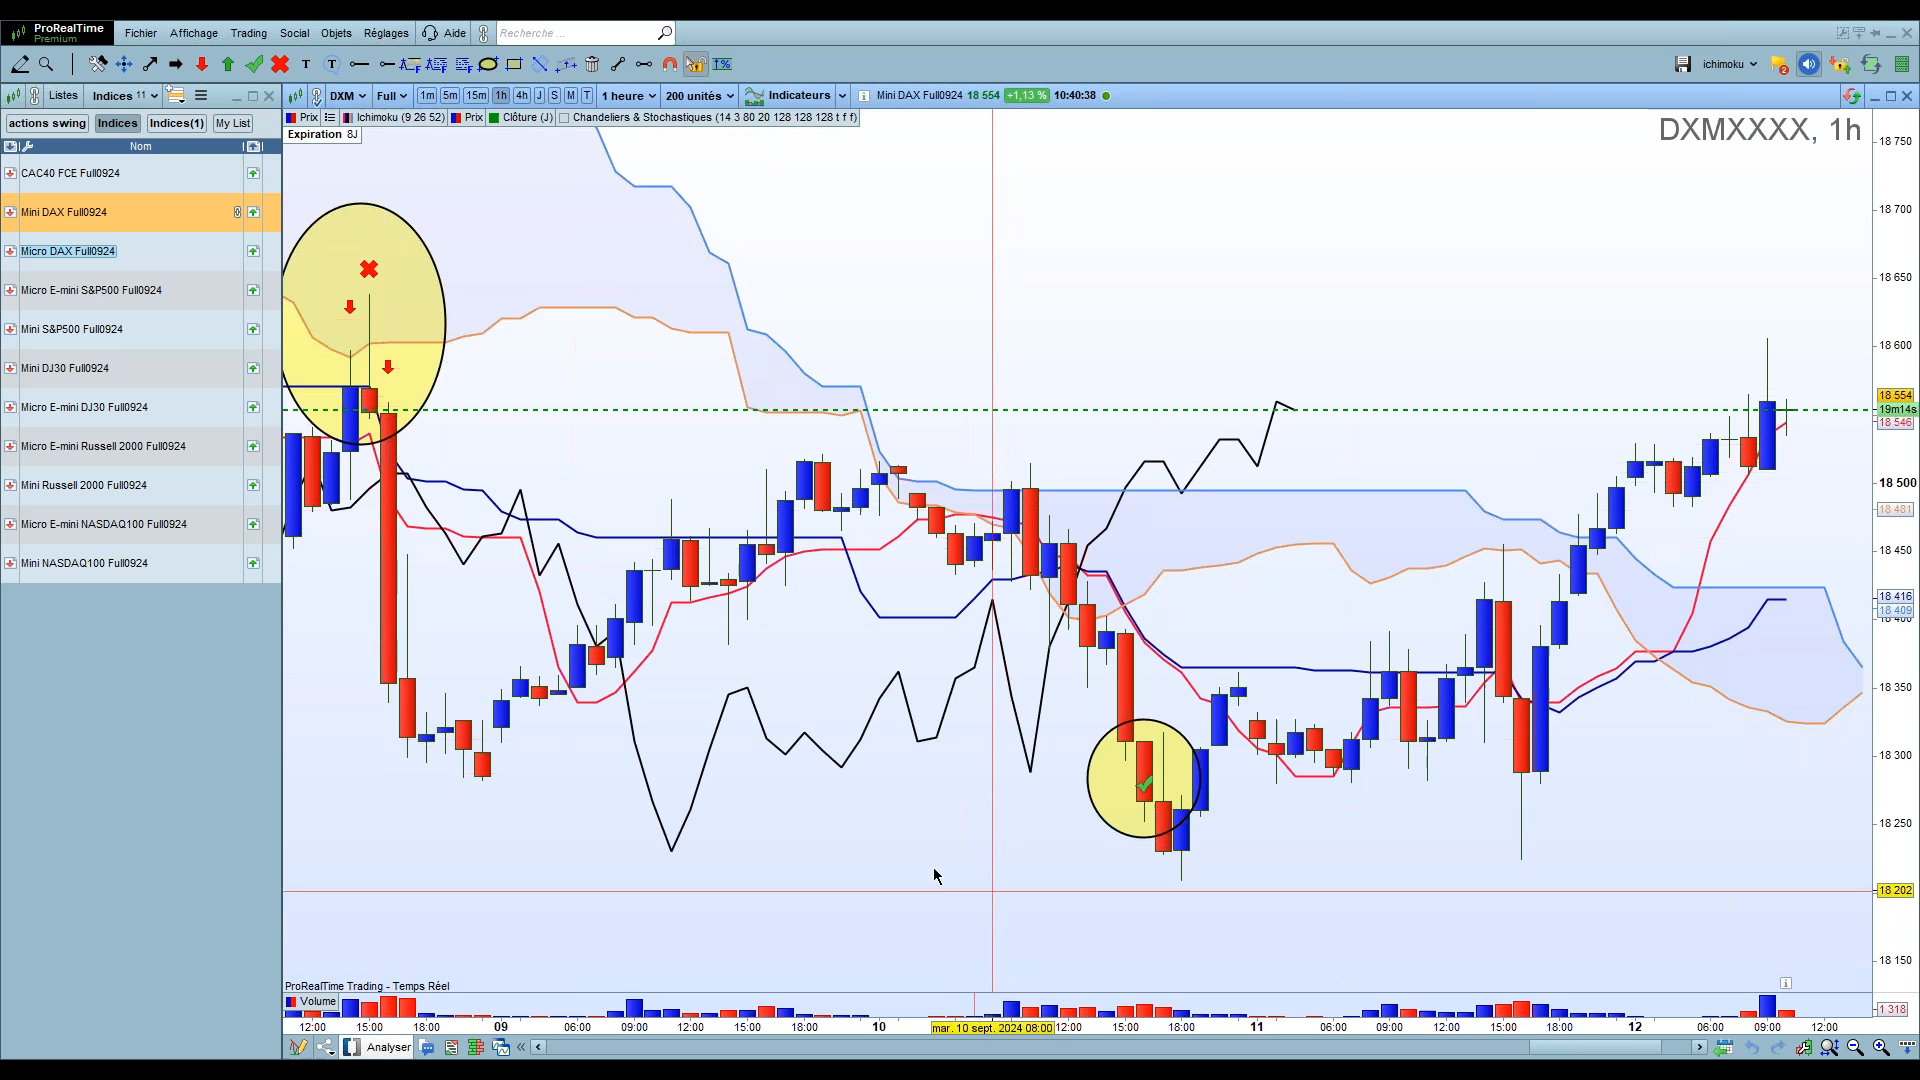 ProRealTime
Premium
Fichier Affichage Trading Social Objets Réglages Aide Recherche ...
ichimoku
2
Listes Indices 11
DXM Full 1m 5m 15m 1h 4h J S M T 1 heure 200 unités Indicateurs Mini DAX Full0924 18 554 +1,13 % 10:40:38
actions swing Indices Indices(1) My List
Prix Ichimoku (9 26 52) Prix Clôture (J) Chandeliers & Stochastiques (14 3 80 20 128 128 128 t f f)
Expiration 8J
DXMXXXX, 1h
Nom
CAC40 FCE Full0924
Mini DAX Full0924
Micro DAX Full0924
Micro E-mini S&P500 Full0924
Mini S&P500 Full0924
Mini DJ30 Full0924
Micro E-mini DJ30 Full0924
Micro E-mini Russell 2000 Full0924
Mini Russell 2000 Full0924
Micro E-mini NASDAQ100 Full0924
Mini NASDAQ100 Full0924
18 750
18 700
18 650
18 600
18 554
19m14s
18 546
18 500
18 481
18 450
18 416
18 409
18 400
18 350
18 300
18 250
18 202
18 150
ProRealTime Trading - Temps Réel
Volume
1 318
12:00 15:00 18:00 09 06:00 09:00 12:00 15:00 18:00 10 mar. 10 sept. 2024 08:00 12:00 15:00 18:00 11 06:00 09:00 12:00 15:00 18:00 12 06:00 09:00 12:00
Analyser